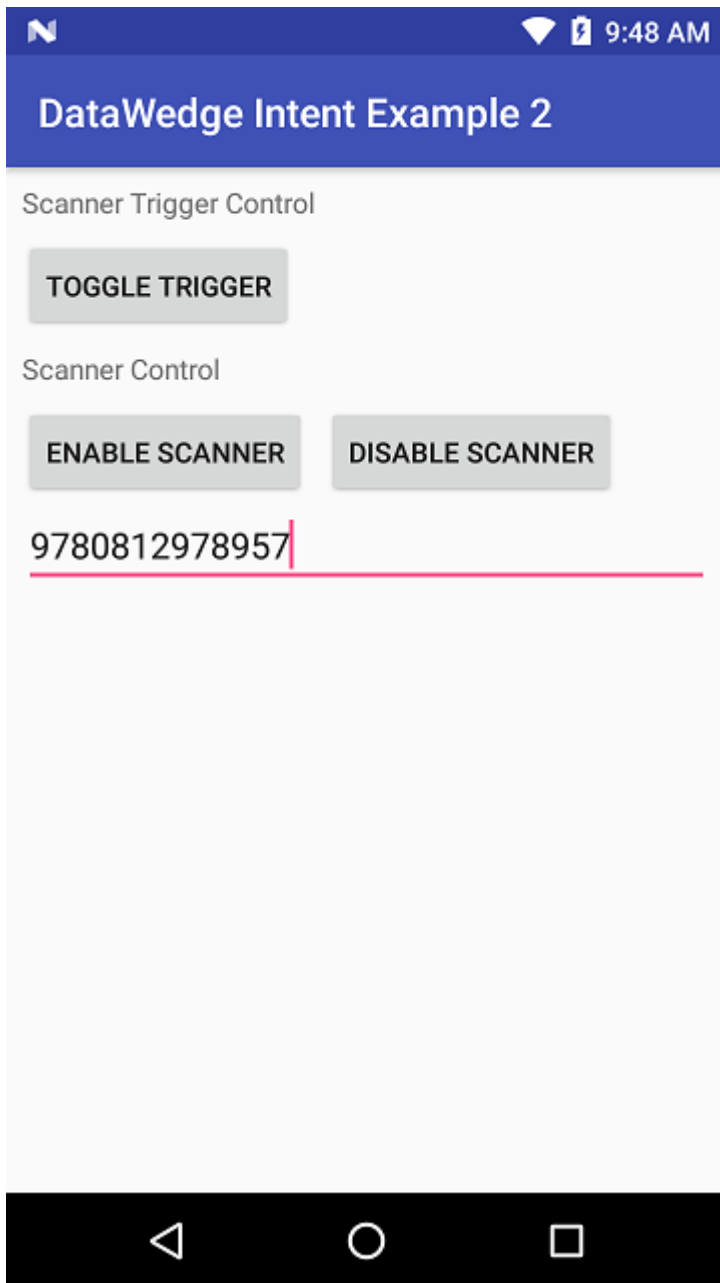 9:48 AM
DataWedge Intent Example 2
Scanner Trigger Control
TOGGLE TRIGGER
Scanner Control
ENABLE SCANNER DISABLE SCANNER
9780812978957